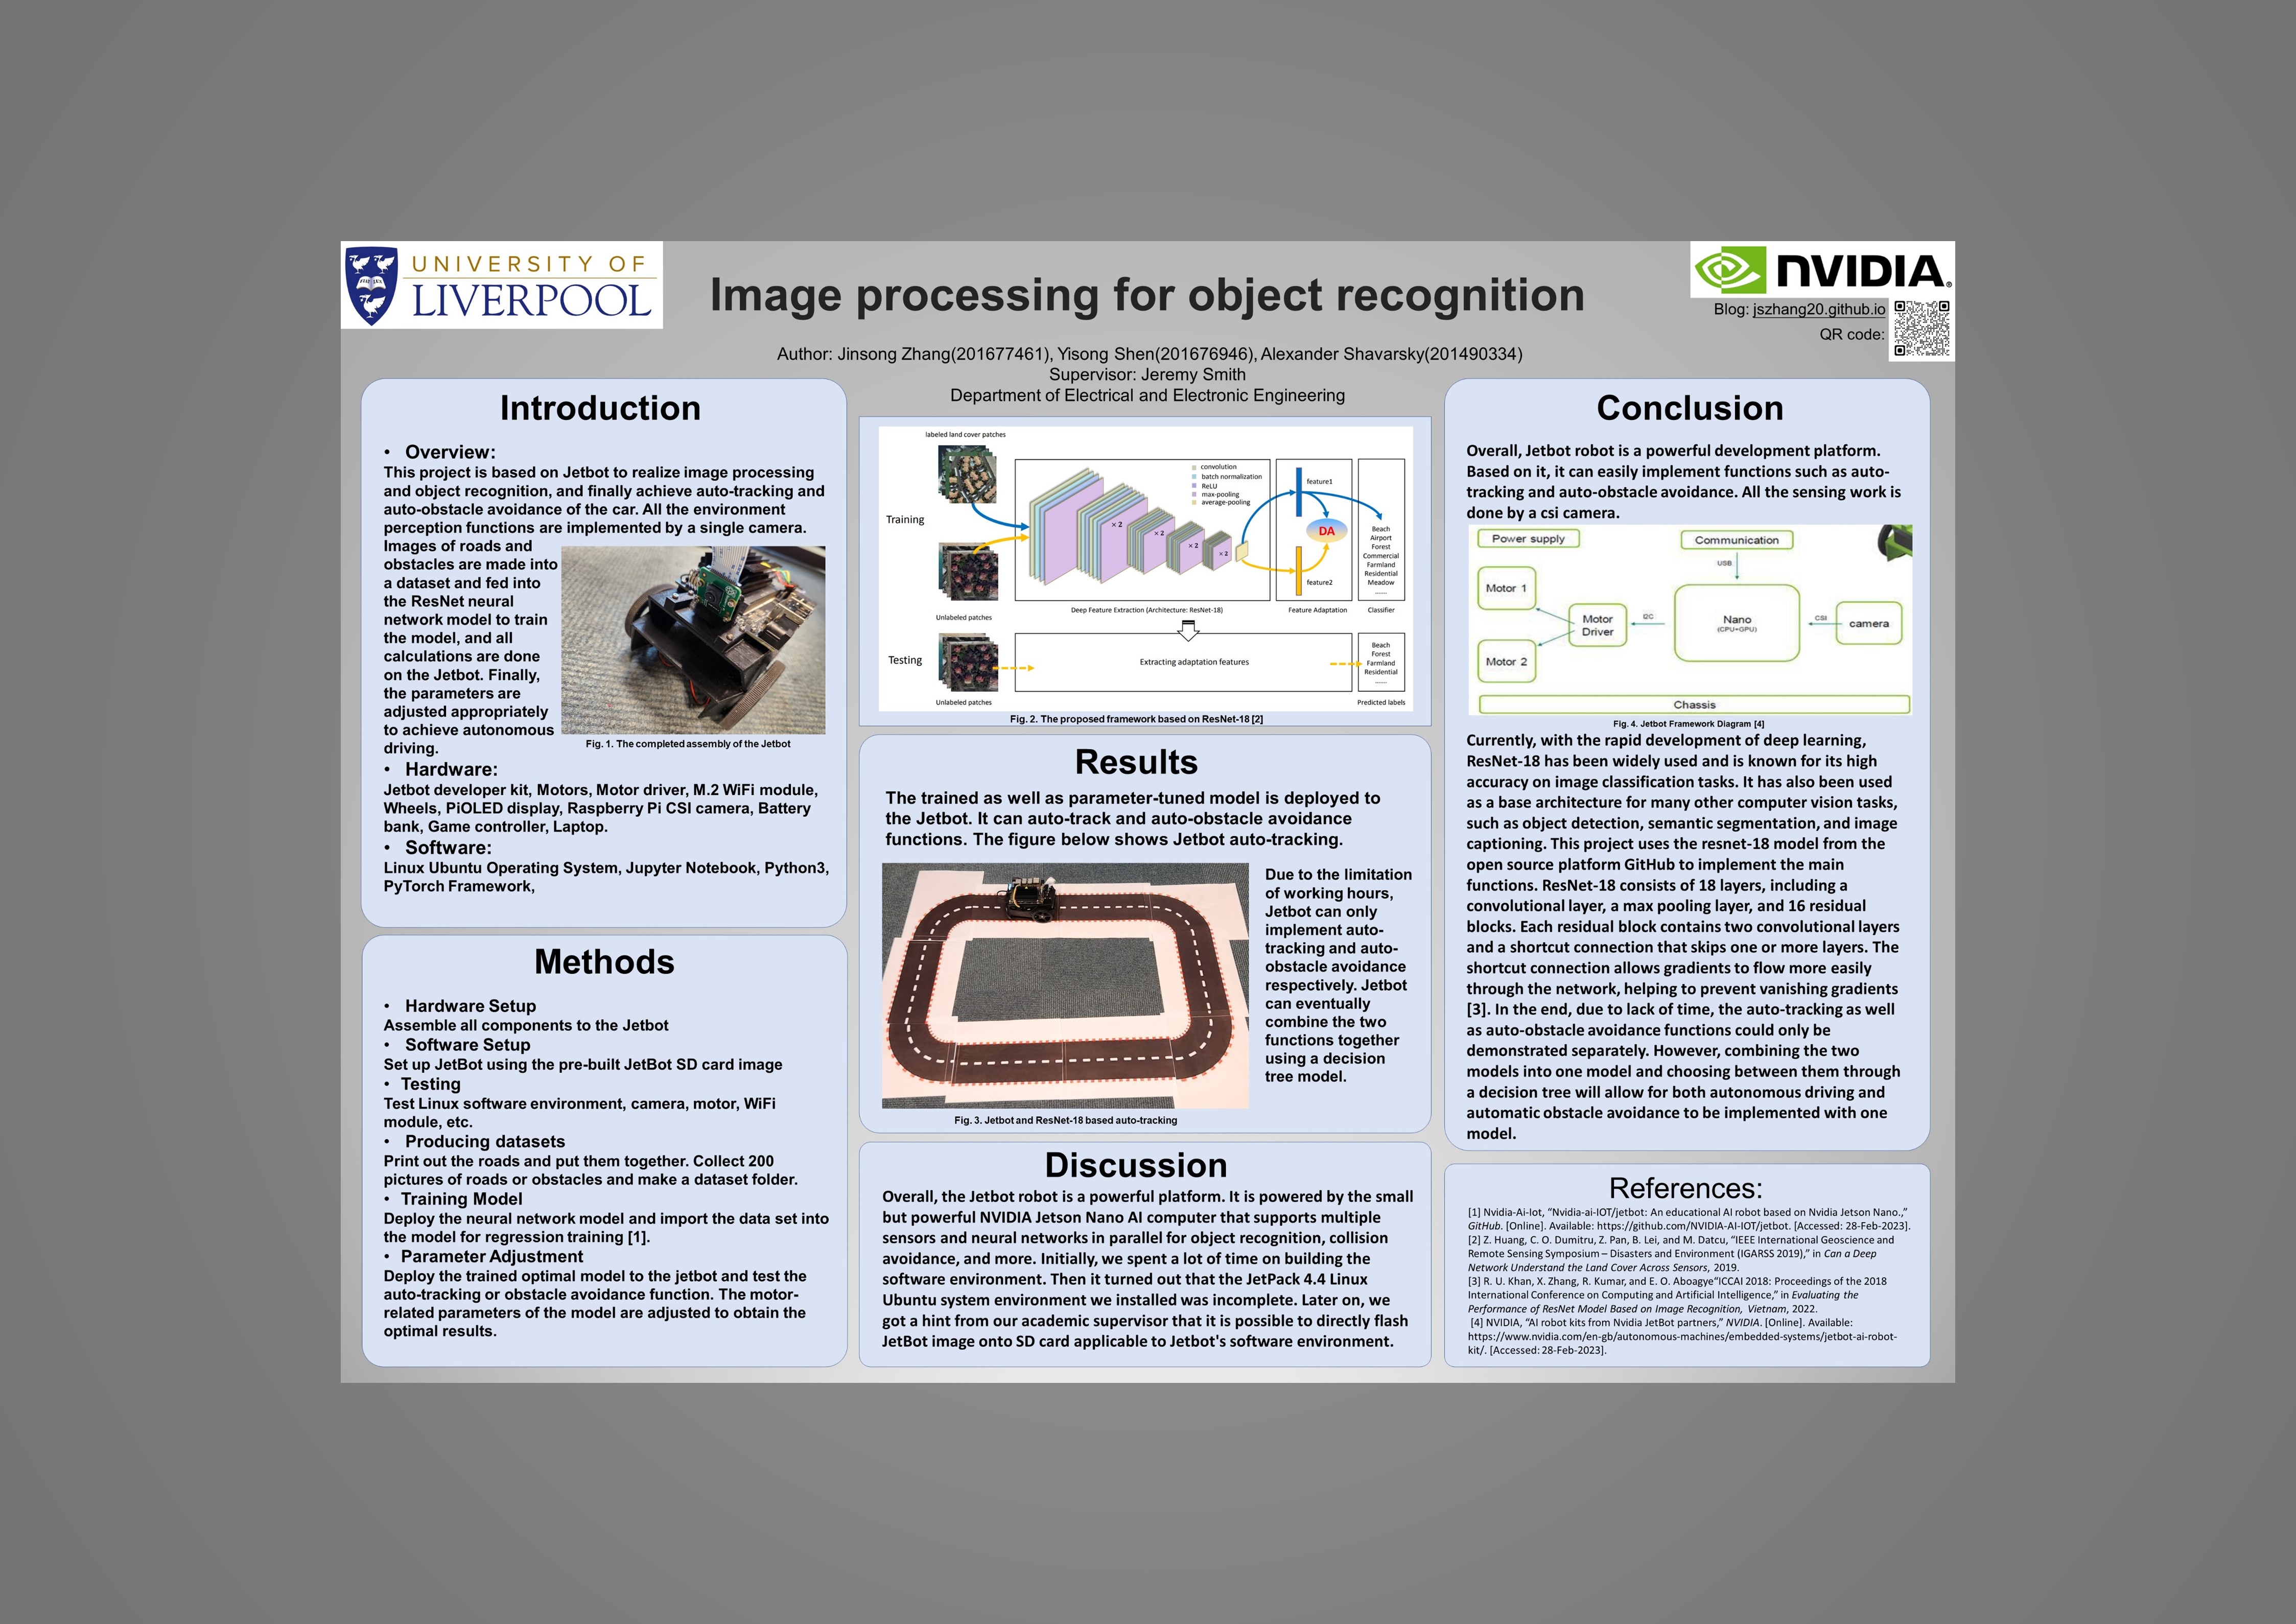 UNIVERSITY OF
LIVERPOOL
Image processing for object recognition
NVIDIA
Blog: jszhang20.github.io
QR code:
Author: Jinsong Zhang(201677461), Yisong Shen(201676946), Alexander Shavarsky(201490334)
Supervisor: Jeremy Smith
Department of Electrical and Electronic Engineering
Introduction
• Overview:
This project is based on Jetbot to realize image processing
and object recognition, and finally achieve auto-tracking and
auto-obstacle avoidance of the car. All the environment
perception functions are implemented by a single camera.
Images of roads and
obstacles are made into
a dataset and fed into
the ResNet neural
network model to train
the model, and all
calculations are done
on the Jetbot. Finally,
the parameters are
adjusted appropriately
to achieve autonomous
driving.
Fig. 1. The completed assembly of the Jetbot
• Hardware:
Jetbot developer kit, Motors, Motor driver, M.2 WiFi module,
Wheels, PiOLED display, Raspberry Pi CSI camera, Battery
bank, Game controller, Laptop.
• Software:
Linux Ubuntu Operating System, Jupyter Notebook, Python3,
PyTorch Framework,
Methods
• Hardware Setup
Assemble all components to the Jetbot
• Software Setup
Set up JetBot using the pre-built JetBot SD card image
• Testing
Test Linux software environment, camera, motor, WiFi
module, etc.
• Producing datasets
Print out the roads and put them together. Collect 200
pictures of roads or obstacles and make a dataset folder.
• Training Model
Deploy the neural network model and import the data set into
the model for regression training [1].
• Parameter Adjustment
Deploy the trained optimal model to the jetbot and test the
auto-tracking or obstacle avoidance function. The motor-
related parameters of the model are adjusted to obtain the
optimal results.
labeled land cover patches
Training
Unlabeled patches
× 2
× 2
× 2
× 2
convolution
batch normalization
ReLU
max-pooling
average-pooling
feature1
DA
feature2
Beach
Airport
Forest
Commercial
Farmland
Residential
Meadow
......
Deep Feature Extraction (Architecture: ResNet-18)
Feature Adaptation
Classifier
Testing
Unlabeled patches
Extracting adaptation features
Beach
Forest
Farmland
Residential
......
Predicted labels
Fig. 2. The proposed framework based on ResNet-18 [2]
Results
The trained as well as parameter-tuned model is deployed to
the Jetbot. It can auto-track and auto-obstacle avoidance
functions. The figure below shows Jetbot auto-tracking.
Due to the limitation
of working hours,
Jetbot can only
implement auto-
tracking and auto-
obstacle avoidance
respectively. Jetbot
can eventually
combine the two
functions together
using a decision
tree model.
Fig. 3. Jetbot and ResNet-18 based auto-tracking
Discussion
Overall, the Jetbot robot is a powerful platform. It is powered by the small
but powerful NVIDIA Jetson Nano AI computer that supports multiple
sensors and neural networks in parallel for object recognition, collision
avoidance, and more. Initially, we spent a lot of time on building the
software environment. Then it turned out that the JetPack 4.4 Linux
Ubuntu system environment we installed was incomplete. Later on, we
got a hint from our academic supervisor that it is possible to directly flash
JetBot image onto SD card applicable to Jetbot's software environment.
Conclusion
Overall, Jetbot robot is a powerful development platform.
Based on it, it can easily implement functions such as auto-
tracking and auto-obstacle avoidance. All the sensing work is
done by a csi camera.
Power supply
Communication
USB
Motor 1
Motor
Driver
I2C
Nano
(CPU+GPU)
CSI
camera
Motor 2
Chassis
Fig. 4. Jetbot Framework Diagram [4]
Currently, with the rapid development of deep learning,
ResNet-18 has been widely used and is known for its high
accuracy on image classification tasks. It has also been used
as a base architecture for many other computer vision tasks,
such as object detection, semantic segmentation, and image
captioning. This project uses the resnet-18 model from the
open source platform GitHub to implement the main
functions. ResNet-18 consists of 18 layers, including a
convolutional layer, a max pooling layer, and 16 residual
blocks. Each residual block contains two convolutional layers
and a shortcut connection that skips one or more layers. The
shortcut connection allows gradients to flow more easily
through the network, helping to prevent vanishing gradients
[3]. In the end, due to lack of time, the auto-tracking as well
as auto-obstacle avoidance functions could only be
demonstrated separately. However, combining the two
models into one model and choosing between them through
a decision tree will allow for both autonomous driving and
automatic obstacle avoidance to be implemented with one
model.
References:
[1] Nvidia-Ai-Iot, “Nvidia-ai-IOT/jetbot: An educational AI robot based on Nvidia Jetson Nano.,”
GitHub. [Online]. Available: https://github.com/NVIDIA-AI-IOT/jetbot. [Accessed: 28-Feb-2023].
[2] Z. Huang, C. O. Dumitru, Z. Pan, B. Lei, and M. Datcu, “IEEE International Geoscience and
Remote Sensing Symposium – Disasters and Environment (IGARSS 2019),” in Can a Deep
Network Understand the Land Cover Across Sensors, 2019.
[3] R. U. Khan, X. Zhang, R. Kumar, and E. O. Aboagye“ICCAI 2018: Proceedings of the 2018
International Conference on Computing and Artificial Intelligence,” in Evaluating the
Performance of ResNet Model Based on Image Recognition, Vietnam, 2022.
[4] NVIDIA, “AI robot kits from Nvidia JetBot partners,” NVIDIA. [Online]. Available:
https://www.nvidia.com/en-gb/autonomous-machines/embedded-systems/jetbot-ai-robot-
kit/. [Accessed: 28-Feb-2023].